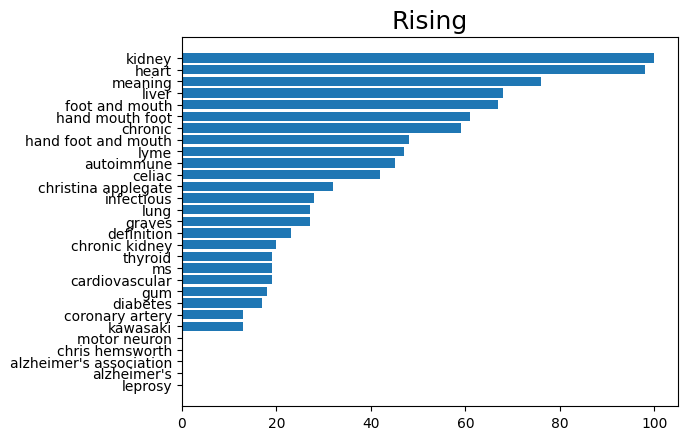 Rising
kidney
heart
meaning
liver
foot and mouth
hand mouth foot
chronic
hand foot and mouth
lyme
autoimmune
celiac
christina applegate
infectious
lung
graves
definition
chronic kidney
thyroid
ms
cardiovascular
gum
diabetes
coronary artery
kawasaki
motor neuron
chris hemsworth
alzheimer's association
alzheimer's
leprosy
0 20 40 60 80 100